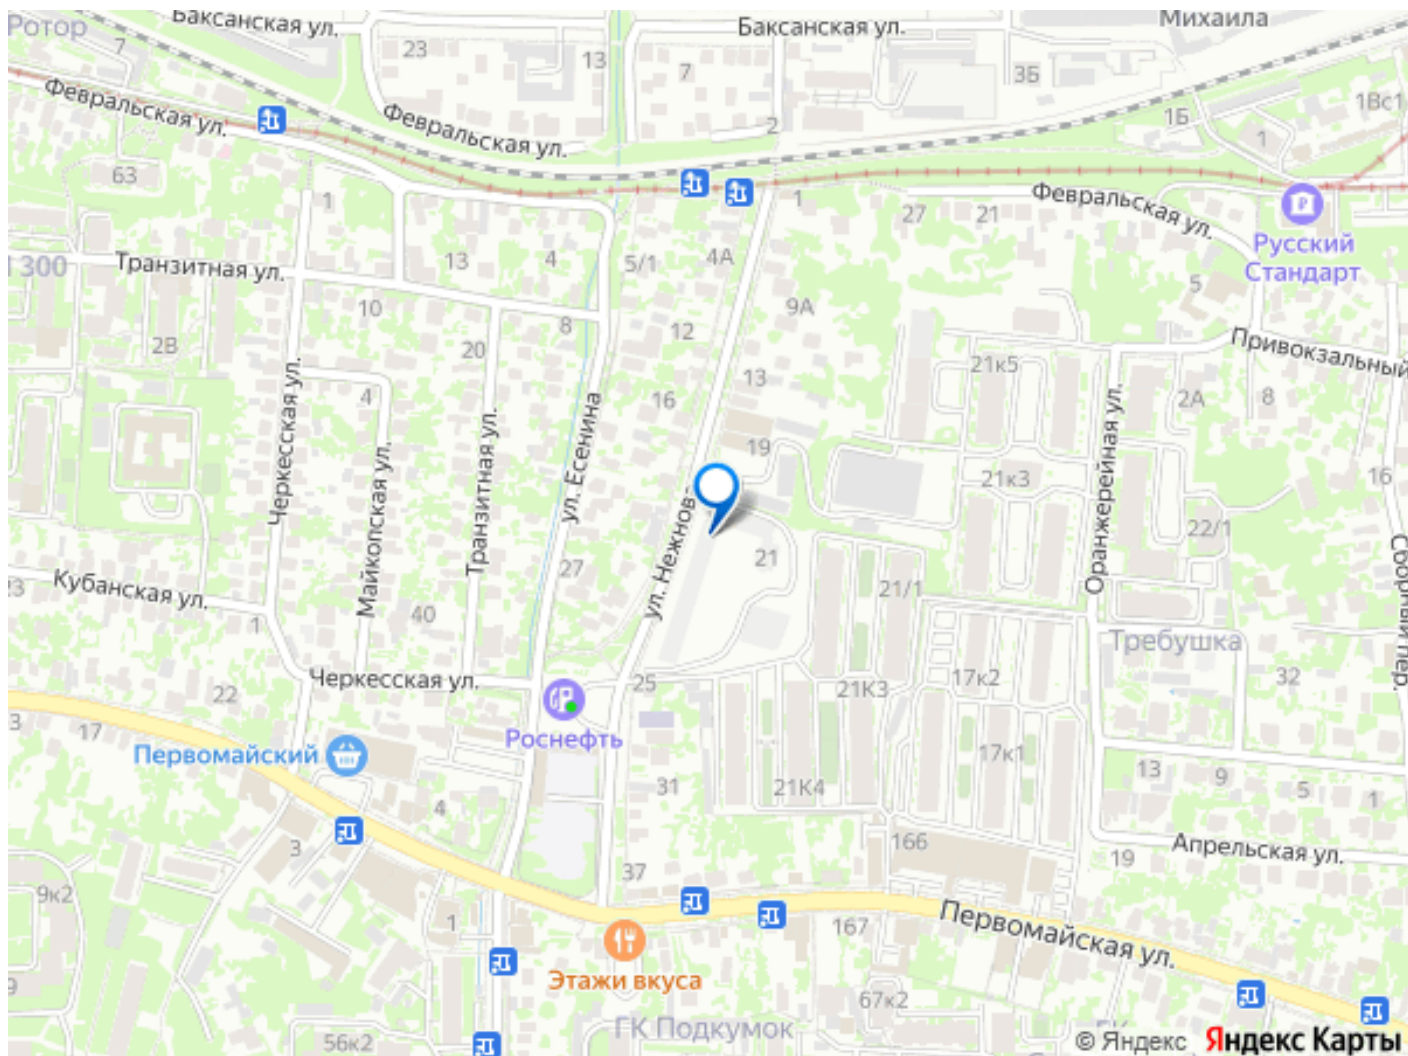 Ротор
Баксанская ул.
Баксанская ул.
Михаила
7
23
13
7
3Б
1Вс1
Февральская ул.
Февральская ул.
2
1Б
1
63
1
1
27
21
Февральская ул.
Русский
Стандарт
300
Транзитная ул.
13
4
5/1
4А
5
10
8
12
9А
2В
20
Привокзальный
21к5
4
16
13
2А
8
Черкесская ул.
Майкопская ул.
Транзитная ул.
ул. Есенина
ул. Нежнова
19
21к3
Оранжерейная ул.
16
22/1
Сборный пер.
Кубанская ул.
27
21
21/1
40
1
Требушка
Черкесская ул.
22
25
21К3
17к2
32
3
17
Роснефть
Первомайский
31
21К4
17к1
13
9
5
1
4
3
166
19
Апрельская ул.
9к2
37
1
167
Первомайская ул.
Этажи вкуса
9
67к2
56к2
ГК Подкумок
© Яндекс Яндекс Карты